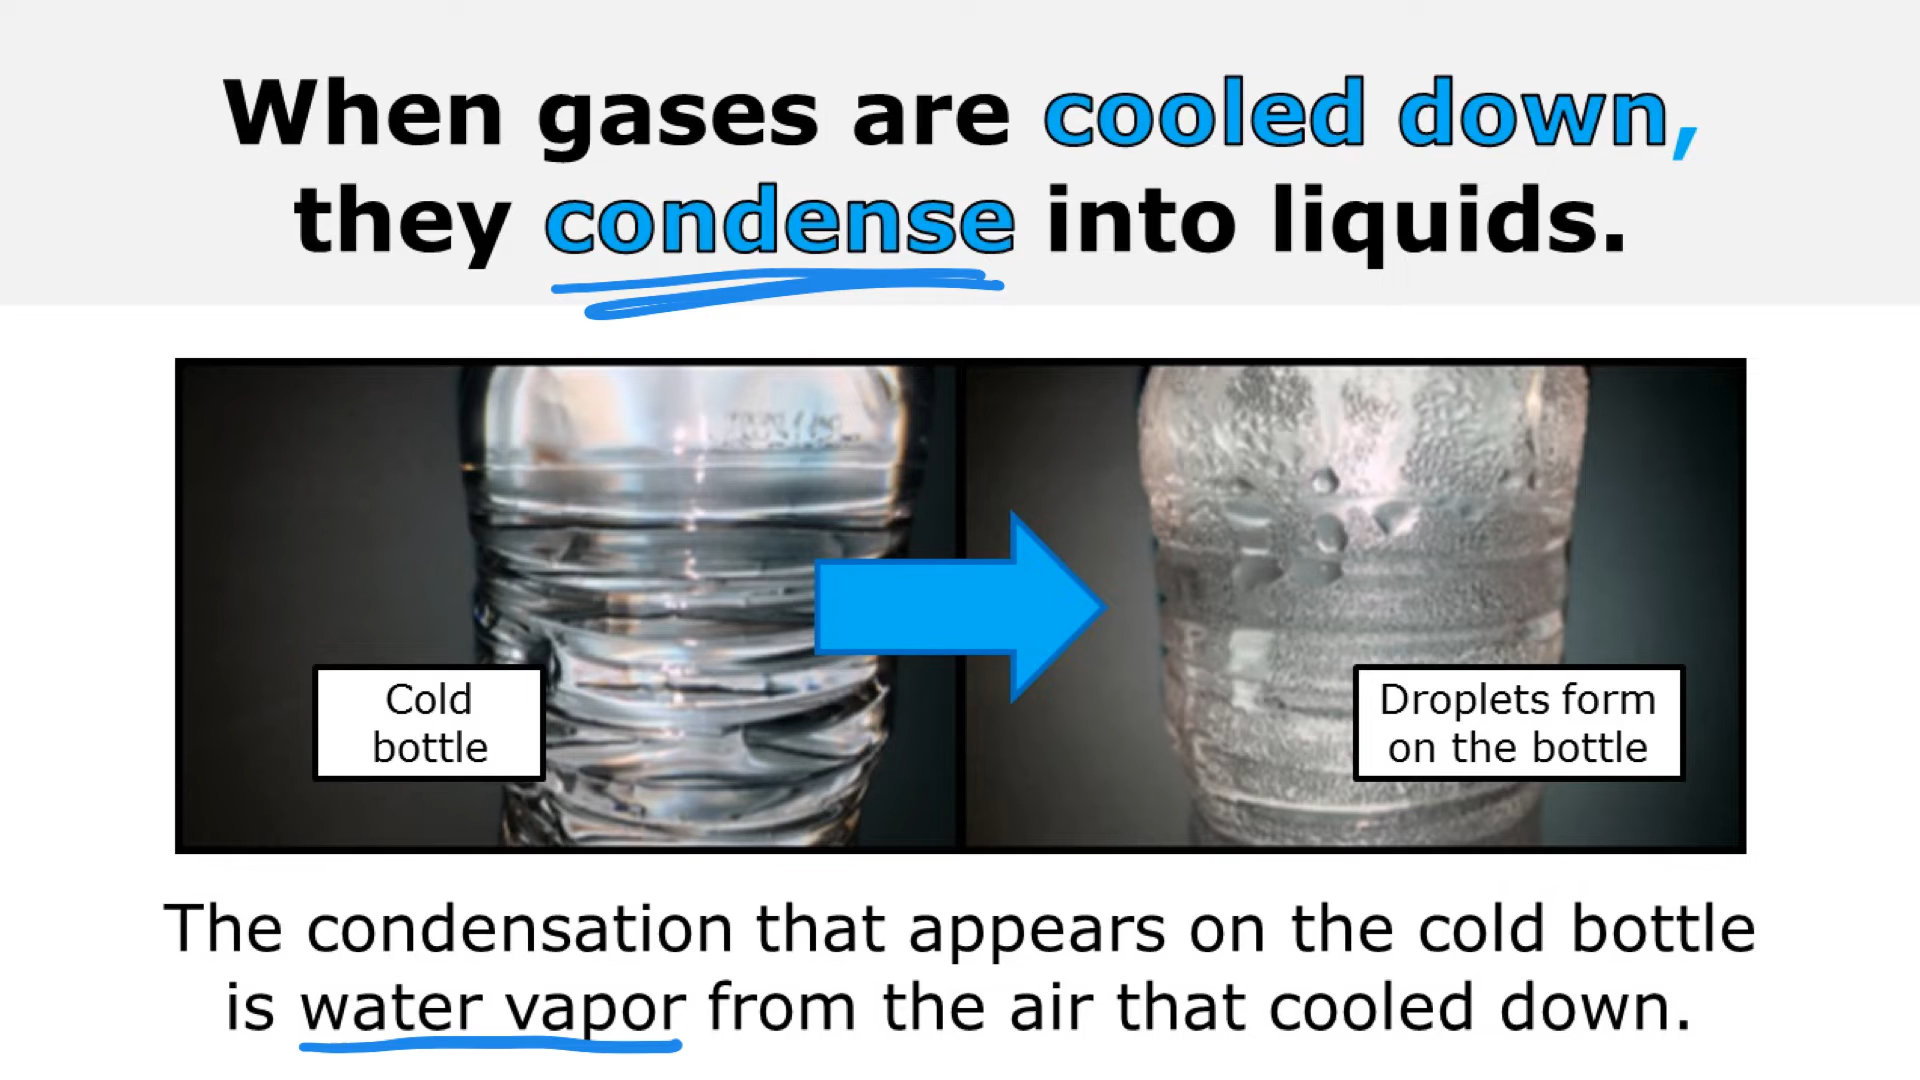 When gases are cooled down,
they condense into liquids.
Cold
bottle
Droplets form
on the bottle
The condensation that appears on the cold bottle
is water vapor from the air that cooled down.